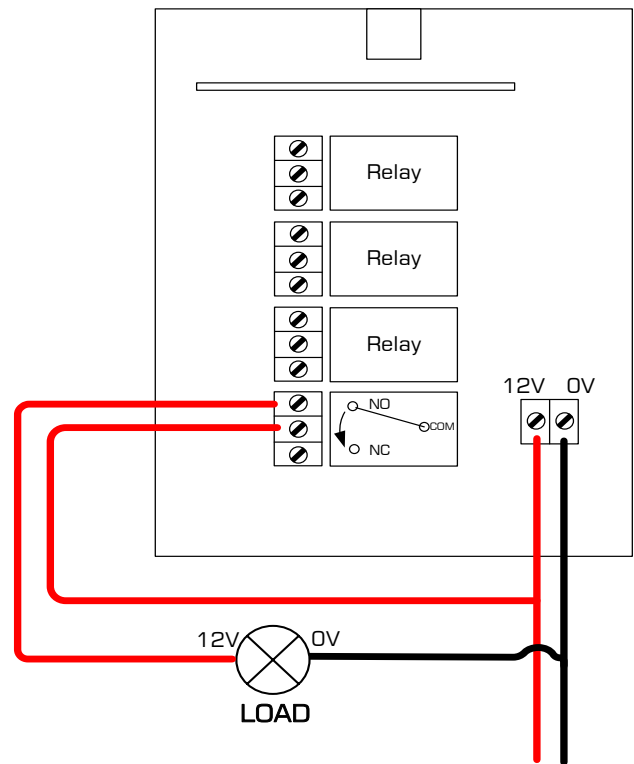 Relay
Relay
Relay
NO
COM
NC
12V 0V
12V 0V
LOAD